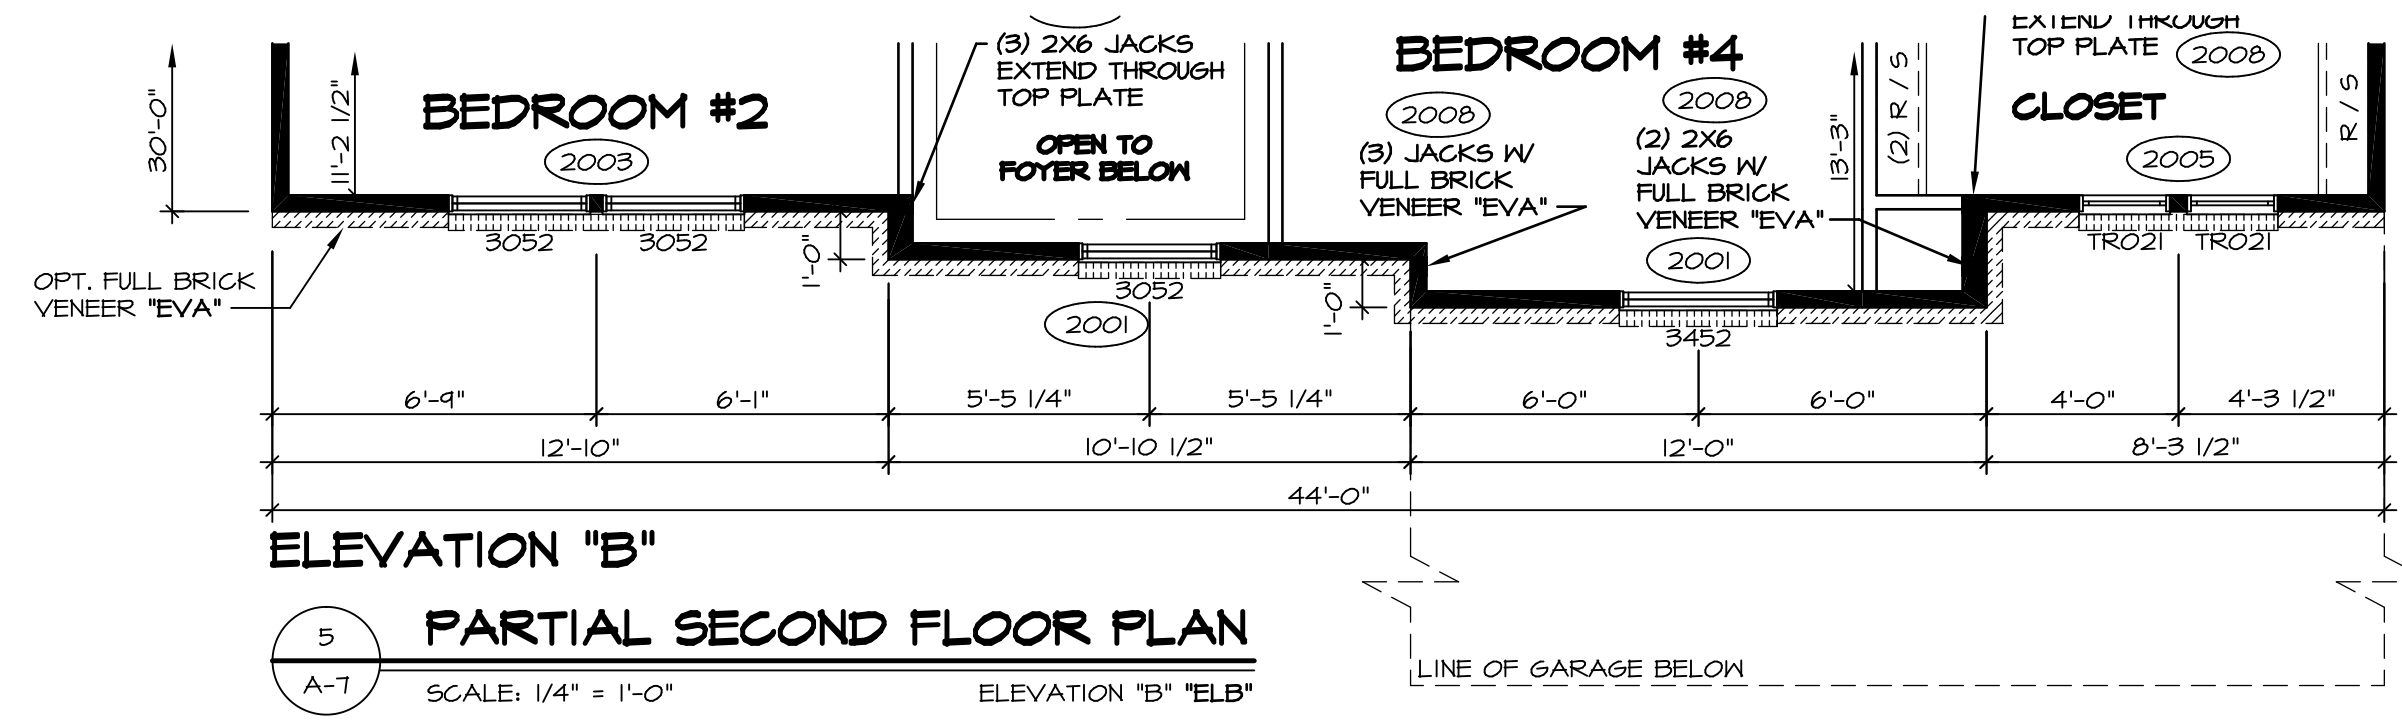 30'-0"
11'-2 1/2"
BEDROOM #2
2003
3052
3052
OPT. FULL BRICK
VENEER "EVA"
1'-0"
(3) 2X6 JACKS
EXTEND THROUGH
TOP PLATE
OPEN TO
FOYER BELOW
3052
2001
1'-0"
BEDROOM #4
2008
(3) JACKS W/
FULL BRICK
VENEER "EVA"
2008
(2) 2X6
JACKS W/
FULL BRICK
VENEER "EVA"
2001
3452
13'-3"
(2) R / S
EXTEND THROUGH
TOP PLATE
2008
CLOSET
2005
R / S
TR021
TR021
6'-9"
6'-1"
5'-5 1/4"
5'-5 1/4"
6'-0"
6'-0"
4'-0"
4'-3 1/2"
12'-10"
10'-10 1/2"
12'-0"
8'-3 1/2"
44'-0"
ELEVATION "B"
5
A-7
PARTIAL SECOND FLOOR PLAN
SCALE: 1/4" = 1'-0"
ELEVATION "B" "ELB"
LINE OF GARAGE BELOW